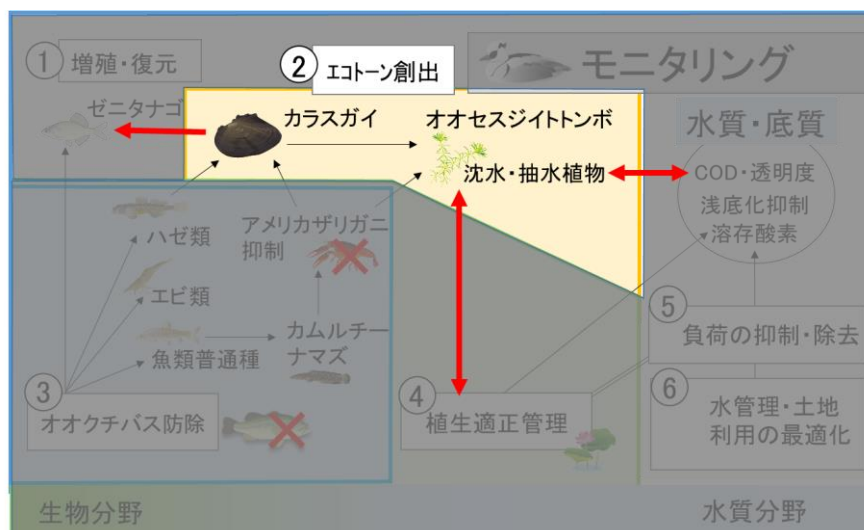 ① 増殖・復元
② エコトーン創出
モニタリング
ゼニタナゴ
カラスガイ
オオセスジイトトンボ
水質・底質
沈水・抽水植物
COD・透明度
浅底化抑制
溶存酸素
ハゼ類
アメリカザリガニ
抑制
エビ類
魚類普通種
カムルチー
ナマズ
③
オオクチバス防除
④
植生適正管理
⑤
負荷の抑制・除去
⑥
水管理・土地
利用の最適化
生物分野
水質分野